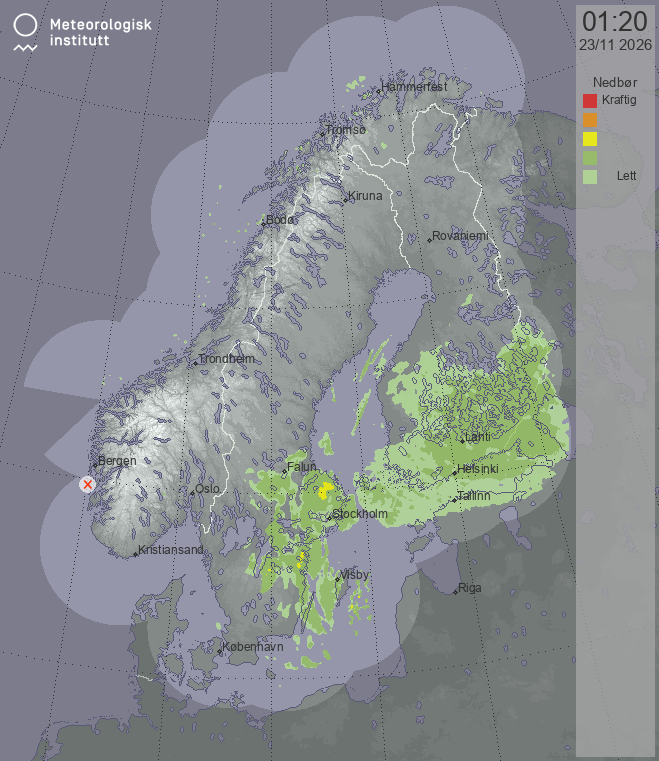 Meteorologisk
institutt
01:20
23/11 2026
Nedbør
Kraftig
Lett
Hammerfest
Tromsø
Kiruna
Bodø
Rovaniemi
Trondheim
Lahti
Bergen
Falun
Helsinki
Oslo
Tallinn
Stockholm
Kristiansand
Visby
Riga
København